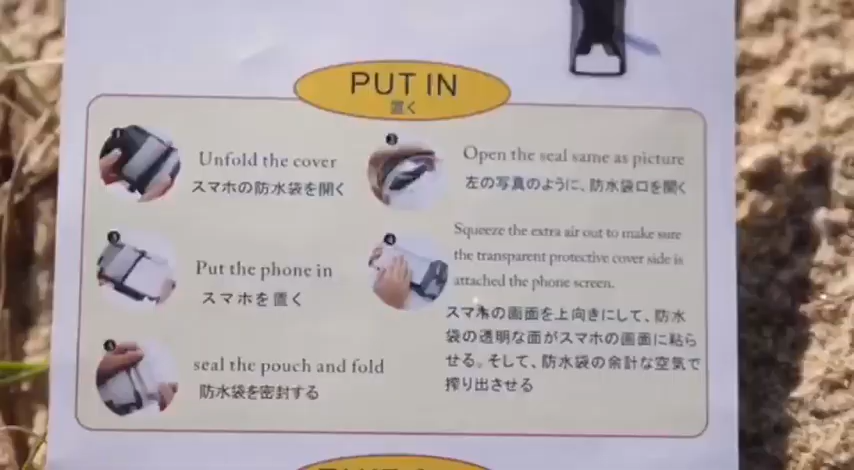 PUT IN
置く
Unfold the cover
スマホの防水袋を開く
Open the seal same as picture
左の写真のように、防水袋口を開く
Put the phone in
スマホを置く
Squeeze the extra air out to make sure
the transparent protective cover side is
attached the phone screen.
スマホの画面を上向きにして、防水
袋の透明な面がスマホの画面に粘ら
せる。そして、防水袋の余計な空気で
搾り出させる
seal the pouch and fold
防水袋を密封する